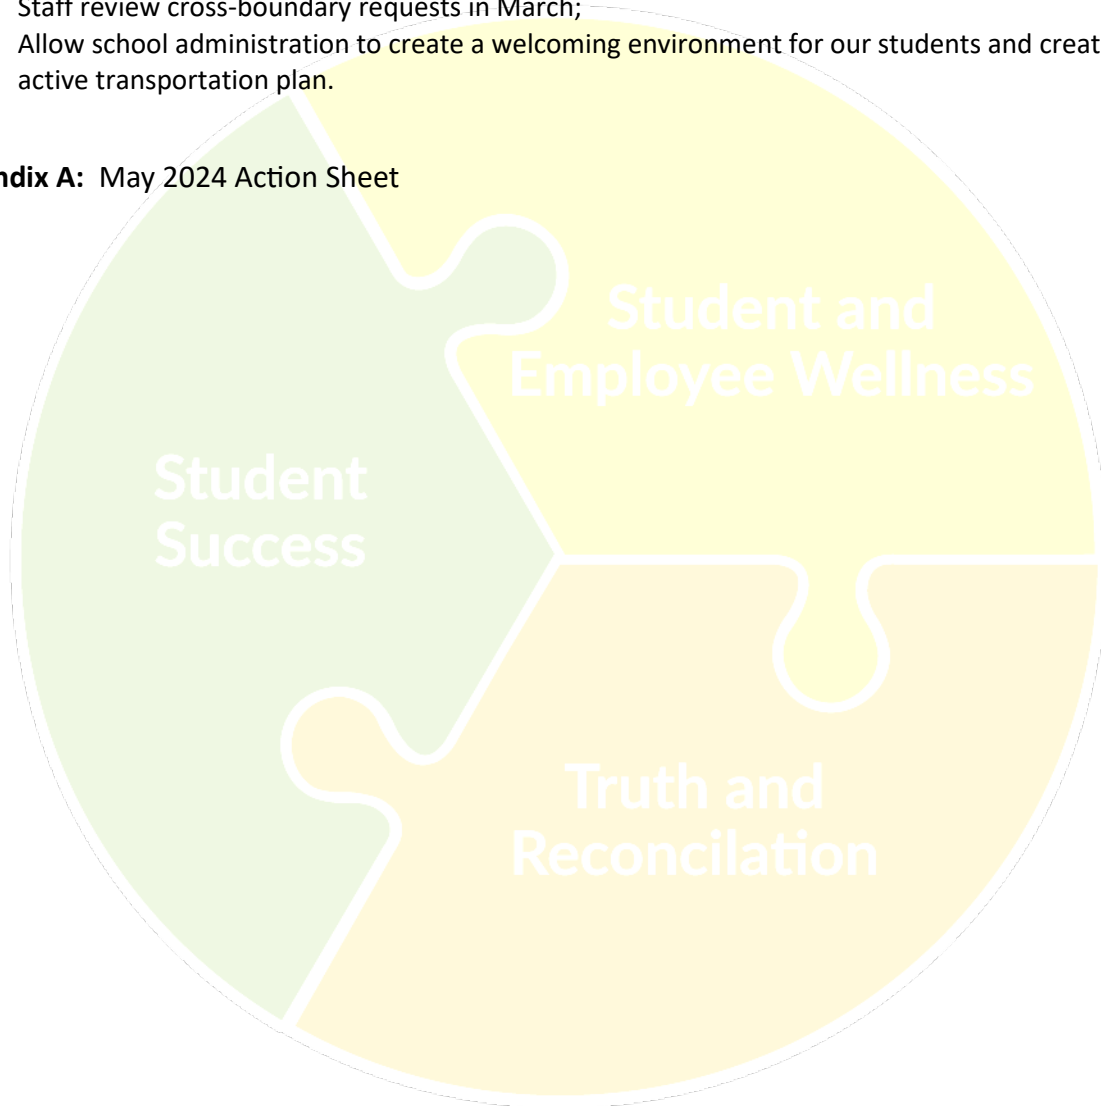 Staff review cross-boundary requests in March;
Allow school administration to create a welcoming environment for our students and creat
active transportation plan.
ndix A: May 2024 Action Sheet
Student and
Employee Wellness
Student
Success
Truth and
Reconcilation